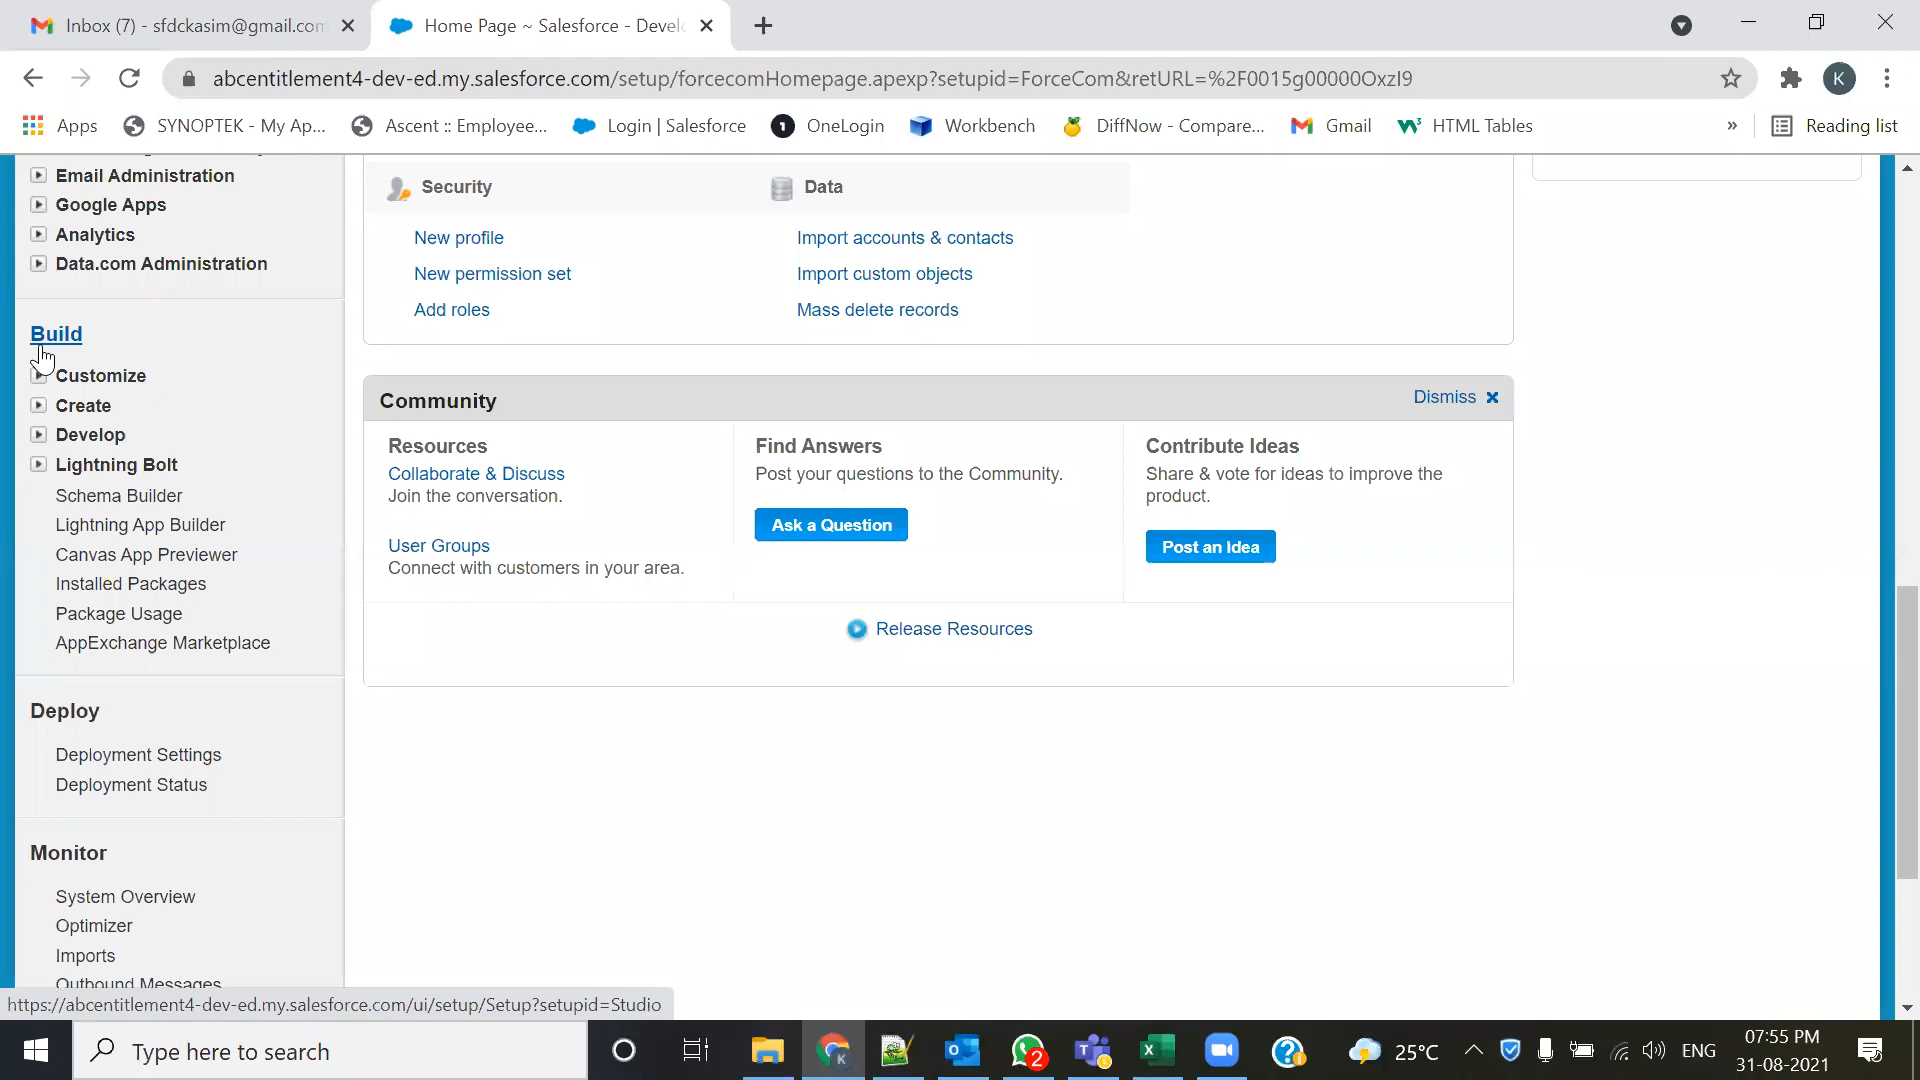 Inbox (7) - sfdckasim@gmail.com
Home Page ~ Salesforce - Develo
abcentitlement4-dev-ed.my.salesforce.com/setup/forcecomHomepage.apexp?setupid=ForceCom&retURL=%2F0015g00000OxzI9
K
Apps
SYNOPTEK - My Ap...
Ascent :: Employee...
Login | Salesforce
OneLogin
Workbench
DiffNow - Compare...
Gmail
HTML Tables
»
Reading list
Email Administration
Google Apps
Analytics
Data.com Administration
Build
Customize
Create
Develop
Lightning Bolt
Schema Builder
Lightning App Builder
Canvas App Previewer
Installed Packages
Package Usage
AppExchange Marketplace
Deploy
Deployment Settings
Deployment Status
Monitor
System Overview
Optimizer
Imports
Outbound Messages
Security
New profile
New permission set
Add roles
Data
Import accounts & contacts
Import custom objects
Mass delete records
Community
Dismiss
Resources
Collaborate & Discuss
Join the conversation.
User Groups
Connect with customers in your area.
Find Answers
Post your questions to the Community.
Ask a Question
Contribute Ideas
Share & vote for ideas to improve the
product.
Post an Idea
Release Resources
https://abcentitlement4-dev-ed.my.salesforce.com/ui/setup/Setup?setupid=Studio
Type here to search
2
25°C
ENG
07:55 PM
31-08-2021